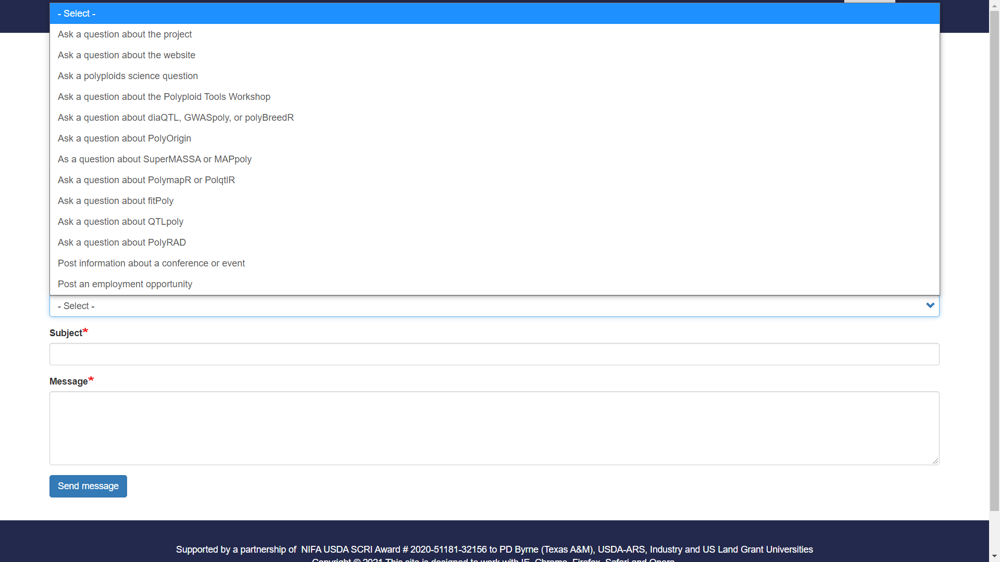 - Select -
Ask a question about the project
Ask a question about the website
Ask a polyploids science question
Ask a question about the Polyploid Tools Workshop
Ask a question about diaQTL, GWASpoly, or polyBreedR
Ask a question about PolyOrigin
As a question about SuperMASSA or MAPpoly
Ask a question about PolymapR or PolqtlR
Ask a question about fitPoly
Ask a question about QTLpoly
Ask a question about PolyRAD
Post information about a conference or event
Post an employment opportunity
- Select -
Subject*
Message*
Send message
Supported by a partnership of NIFA USDA SCRI Award # 2020-51181-32156 to PD Byrne (Texas A&M), USDA-ARS, Industry and US Land Grant Universities
Copyright © 2021 This site is designed to work with IE, Chrome, Firefox, Safari and Opera